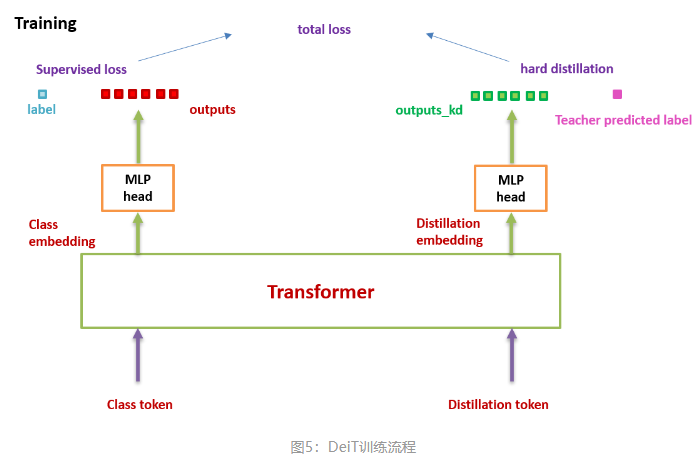 Training
total loss
Supervised loss
hard distillation
label
outputs
outputs_kd
Teacher predicted label
MLP
head
MLP
head
Class
embedding
Distillation
embedding
Transformer
Class token
Distillation token
图5：DeiT训练流程